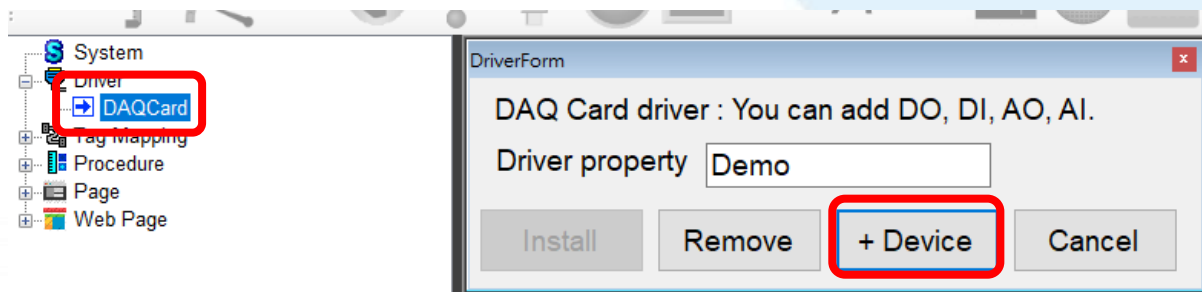 System
Driver
DAQCard
Tag Mapping
Procedure
Page
Web Page
DriverForm
x
DAQ Card driver : You can add DO, DI, AO, AI.
Driver property Demo
Install Remove + Device Cancel